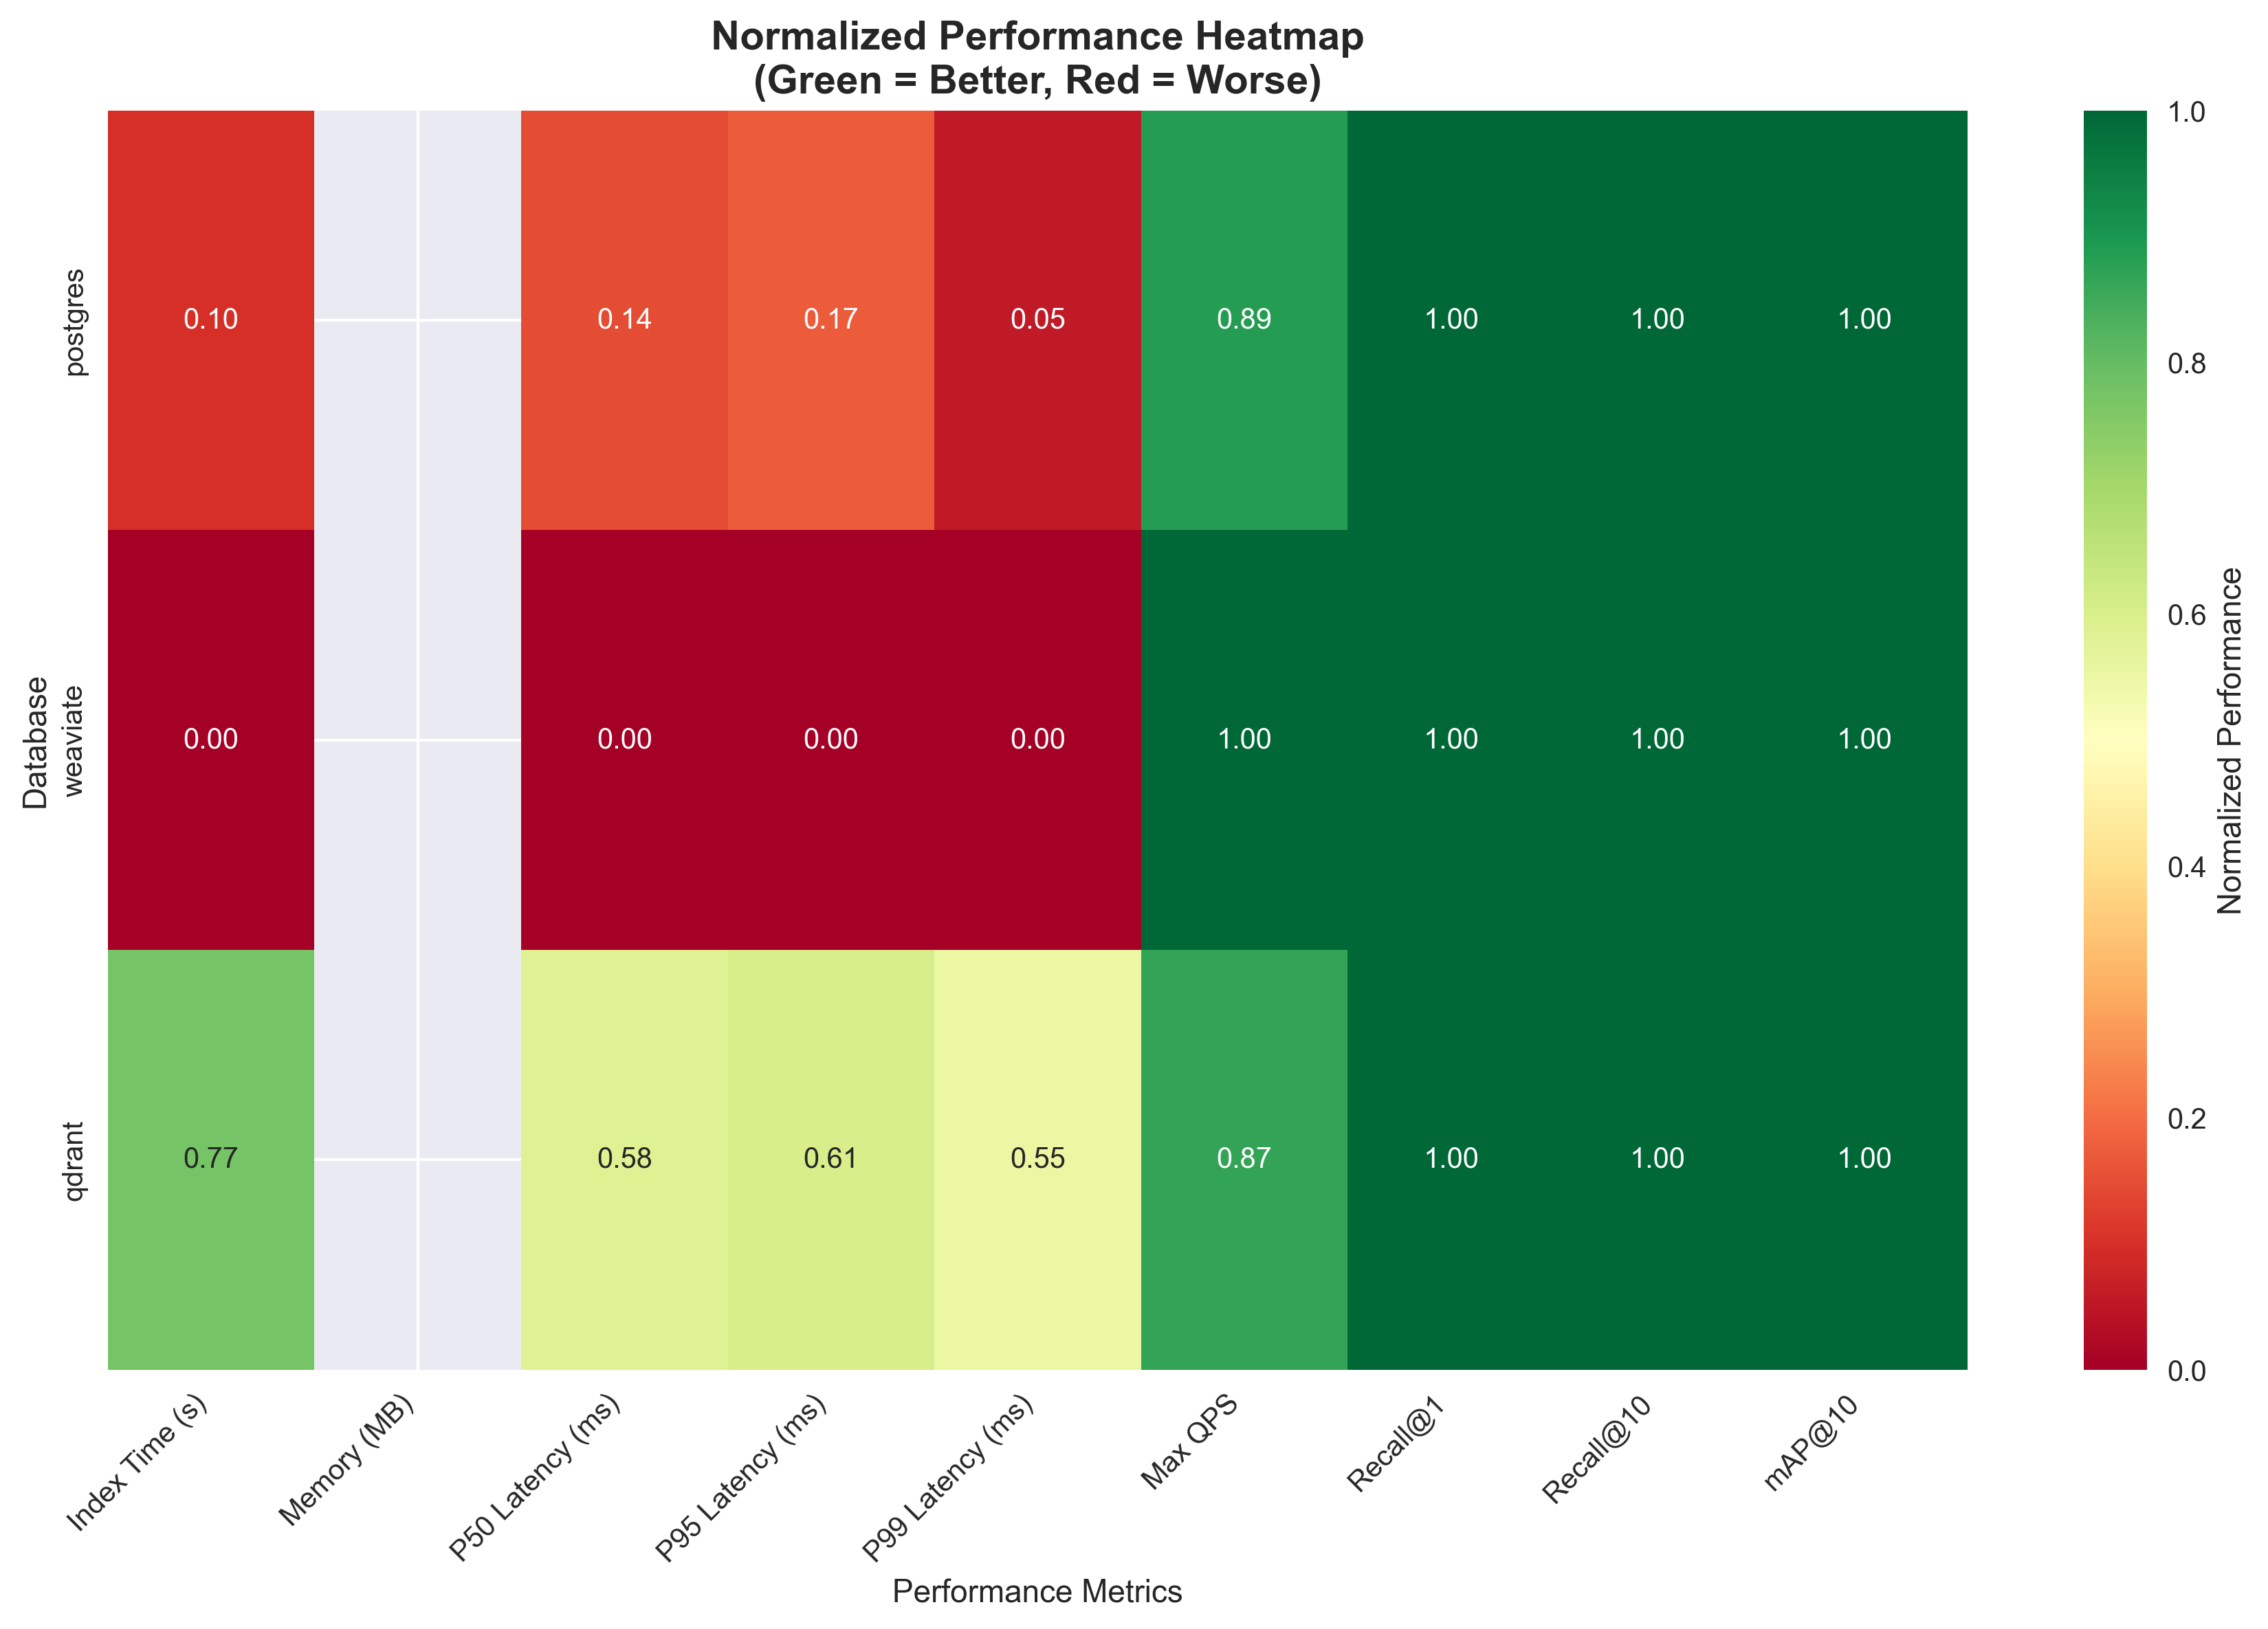 Normalized Performance Heatmap
(Green = Better, Red = Worse)
Database
postgres
0.10 0.14 0.17 0.05 0.89 1.00 1.00 1.00
weaviate
0.00 0.00 0.00 0.00 1.00 1.00 1.00 1.00
qdrant
0.77 0.58 0.61 0.55 0.87 1.00 1.00 1.00
Index Time (s)
Memory (MB)
P50 Latency (ms)
P95 Latency (ms)
P99 Latency (ms)
Max QPS
Recall@1
Recall@10
mAP@10
Performance Metrics
1.0
0.8
0.6
0.4
0.2
0.0
Normalized Performance